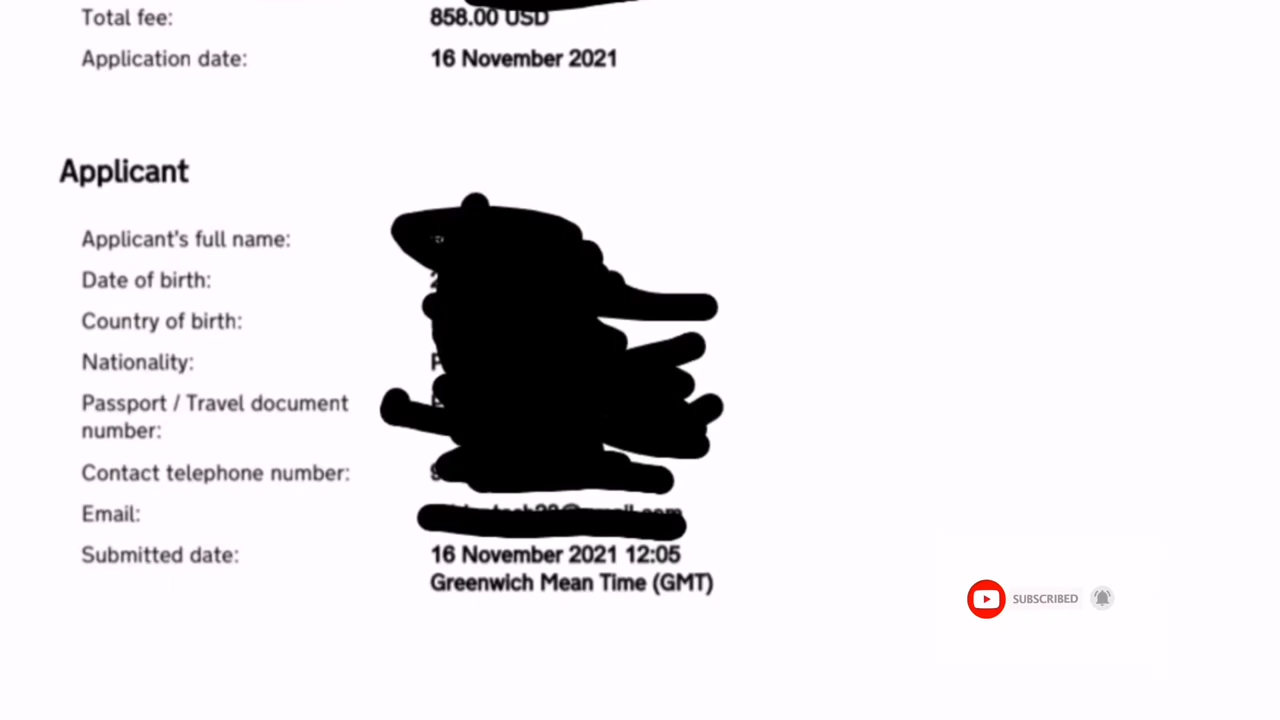 Total fee: 858.00 USD
Application date: 16 November 2021
Applicant
Applicant's full name:
Date of birth:
Country of birth:
Nationality:
Passport / Travel document
number:
Contact telephone number:
Email:
Submitted date: 16 November 2021 12:05
Greenwich Mean Time (GMT)
SUBSCRIBED